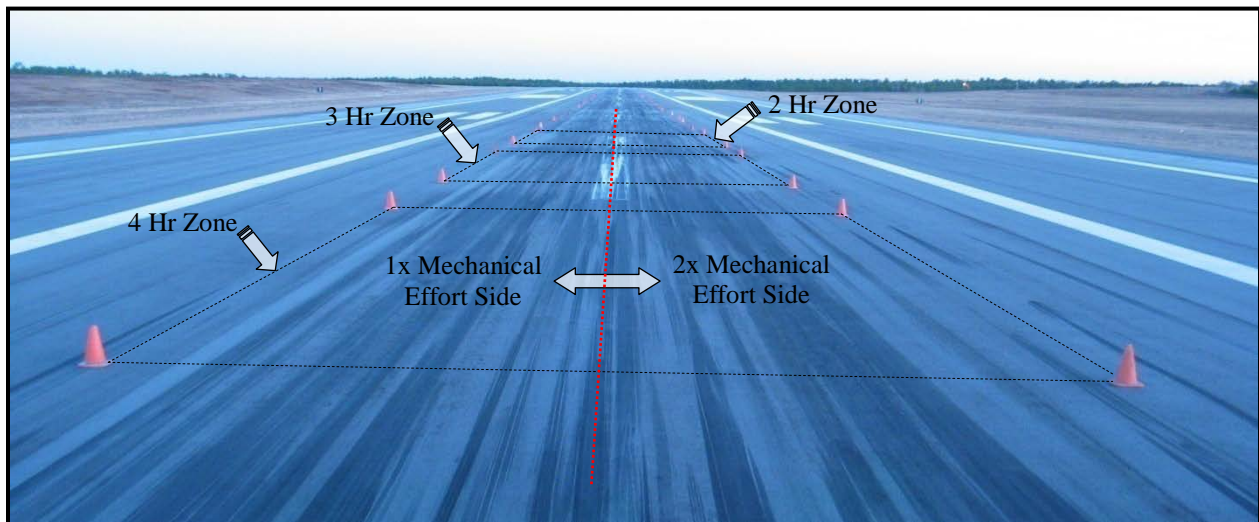 3 Hr Zone
2 Hr Zone
4 Hr Zone
1x Mechanical
Effort Side
2x Mechanical
Effort Side